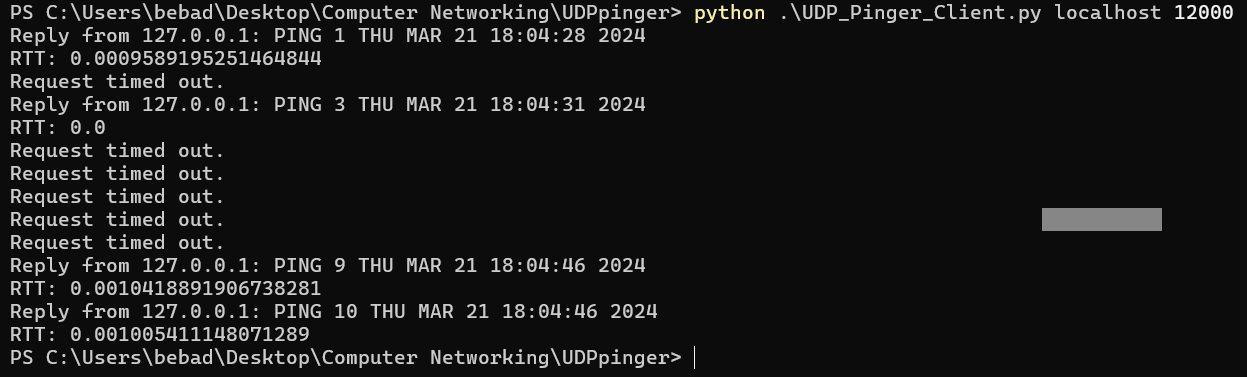 PS C:\Users\bebad\Desktop\Computer Networking\UDPpinger> python .\UDP_Pinger_Client.py localhost 12000
Reply from 127.0.0.1: PING 1 THU MAR 21 18:04:28 2024
RTT: 0.0009589195251464844
Request timed out.
Reply from 127.0.0.1: PING 3 THU MAR 21 18:04:31 2024
RTT: 0.0
Request timed out.
Request timed out.
Request timed out.
Request timed out.
Request timed out.
Reply from 127.0.0.1: PING 9 THU MAR 21 18:04:46 2024
RTT: 0.0010418891906738281
Reply from 127.0.0.1: PING 10 THU MAR 21 18:04:46 2024
RTT: 0.001005411148071289
PS C:\Users\bebad\Desktop\Computer Networking\UDPpinger>